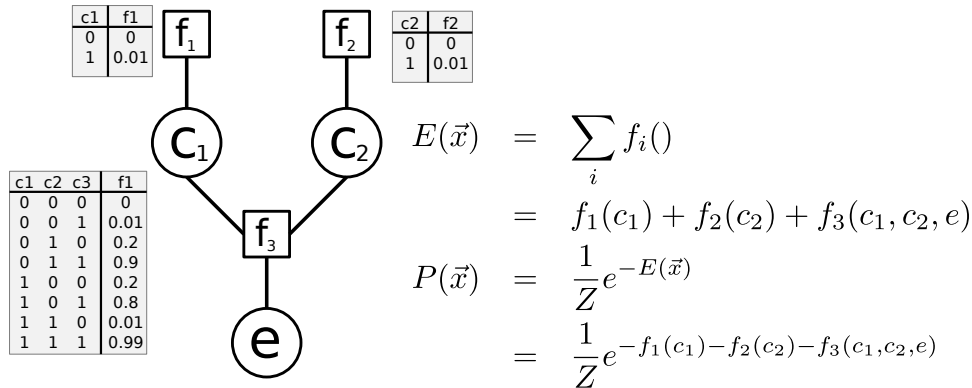 c1 f1
0 0
1 0.01
f₁
f₂
c2 f2
0 0
1 0.01
c₁
c₂
c1 c2 c3 f1
0 0 0 0
0 0 1 0.01
0 1 0 0.2
0 1 1 0.9
1 0 0 0.2
1 0 1 0.8
1 1 0 0.01
1 1 1 0.99
f₃
e
E(x⃗) = ∑ᵢ fᵢ()
= f₁(c₁) + f₂(c₂) + f₃(c₁, c₂, e)
P(x⃗) = 1/Z e^{−E(x⃗)}
= 1/Z e^{−f₁(c₁)−f₂(c₂)−f₃(c₁,c₂,e)}